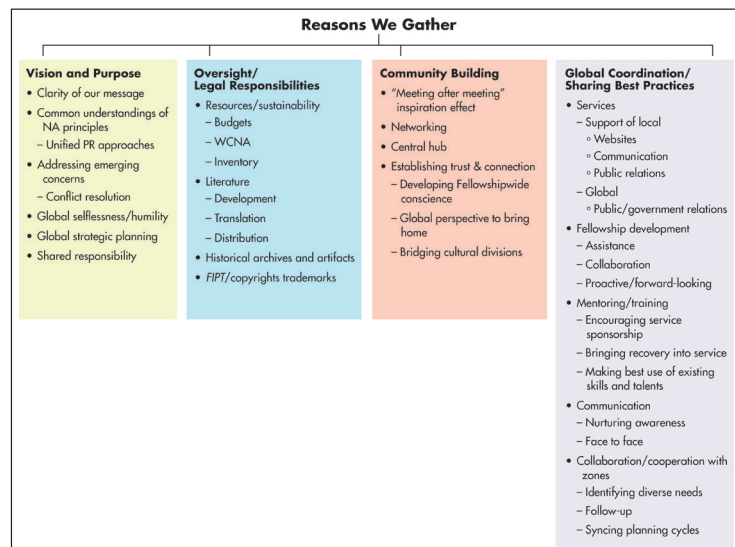 Reasons We Gather
Vision and Purpose
• Clarity of our message
• Common understandings of
NA principles
– Unified PR approaches
• Addressing emerging
concerns
– Conflict resolution
• Global selflessness/humility
• Global strategic planning
• Shared responsibility
Oversight/
Legal Responsibilities
• Resources/sustainability
– Budgets
– WCNA
– Inventory
• Literature
– Development
– Translation
– Distribution
• Historical archives and artifacts
• FIPT/copyrights trademarks
Community Building
• “Meeting after meeting”
inspiration effect
• Networking
• Central hub
• Establishing trust & connection
– Developing Fellowshipwide
conscience
– Global perspective to bring
home
– Bridging cultural divisions
Global Coordination/
Sharing Best Practices
• Services
– Support of local
◦ Websites
◦ Communication
◦ Public relations
– Global
◦ Public/government relations
• Fellowship development
– Assistance
– Collaboration
– Proactive/forward-looking
• Mentoring/training
– Encouraging service
sponsorship
– Bringing recovery into service
– Making best use of existing
skills and talents
• Communication
– Nurturing awareness
– Face to face
• Collaboration/cooperation with
zones
– Identifying diverse needs
– Follow-up
– Syncing planning cycles